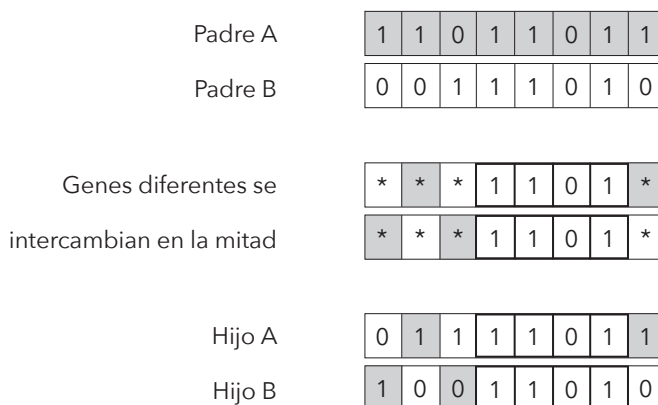 Padre A 1 1 0 1 1 0 1 1
Padre B 0 0 1 1 1 0 1 0
Genes diferentes se * * * 1 1 0 1 *
intercambian en la mitad * * * 1 1 0 1 *
Hijo A 0 1 1 1 1 0 1 1
Hijo B 1 0 0 1 1 0 1 0